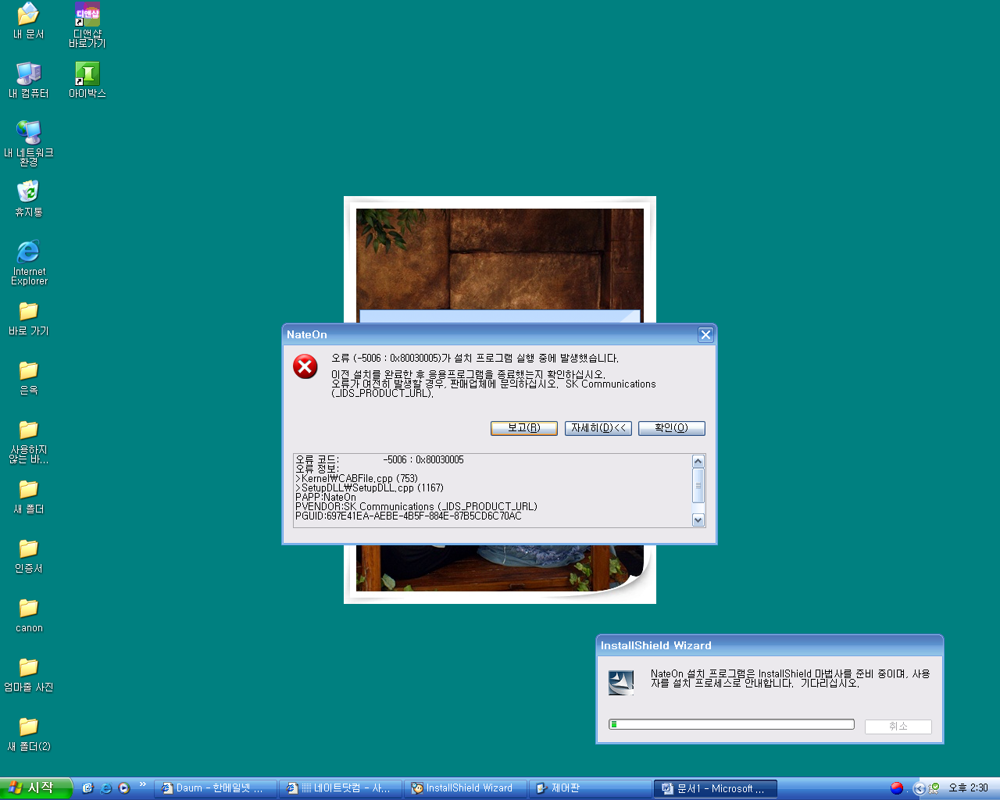 내 문서
디앤샵
디앤샵
바로가기
내 컴퓨터
아이박스
내 네트워크
환경
휴지통
Internet
Explorer
바로 가기
은옥
사용하지
않는 바...
새 폴더
인증서
canon
엄마줄 사진
새 폴더(2)
NateOn
오류 (-5006 : 0x80030005)가 설치 프로그램 실행 중에 발생했습니다.
이전 설치를 완료한 후 응용프로그램을 종료했는지 확인하십시오.
오류가 여전히 발생할 경우, 판매업체에 문의하십시오. SK Communications
(_IDS_PRODUCT_URL).
보고(R) 자세히(D)<< 확인(O)
오류 코드: -5006 : 0x80030005
오류 정보:
>Kernel₩CABFile.cpp (753)
>SetupDLL₩SetupDLL.cpp (1167)
PAPP:NateOn
PVENDOR:SK Communications (_IDS_PRODUCT_URL)
PGUID:697E41EA-AEBE-4B5F-884E-87B5CD6C70AC
InstallShield Wizard
NateOn 설치 프로그램은 InstallShield 마법사를 준비 중이며, 사용
자를 설치 프로세스로 안내합니다. 기다리십시오.
취소
시작 Daum - 한메일넷 ... 네이트닷컴 - 사... InstallShield Wizard 제어판 문서1 - Microsoft ... 오후 2:30